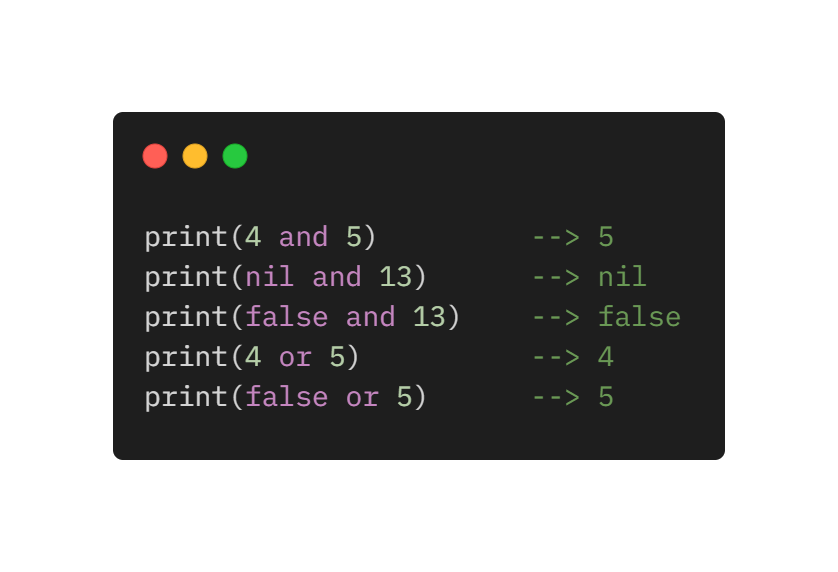 print(4 and 5) --> 5
print(nil and 13) --> nil
print(false and 13) --> false
print(4 or 5) --> 4
print(false or 5) --> 5